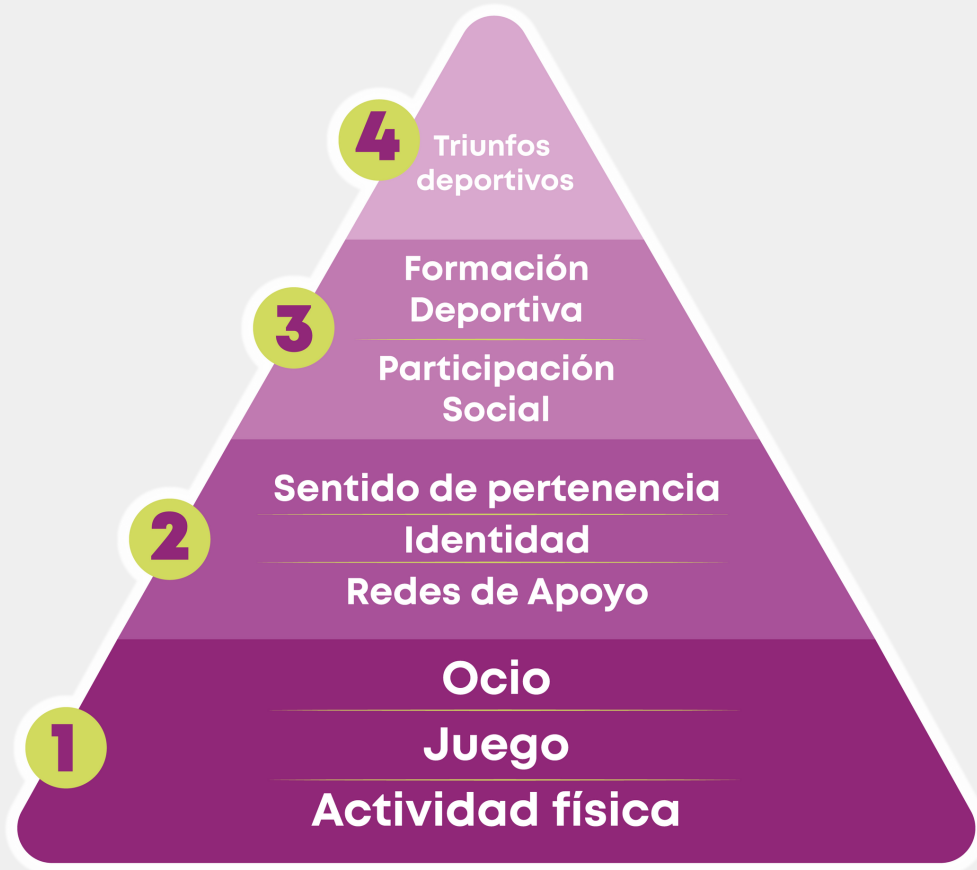 4
Triunfos
deportivos
3
Formación
Deportiva
Participación
Social
2
Sentido de pertenencia
Identidad
Redes de Apoyo
1
Ocio
Juego
Actividad física